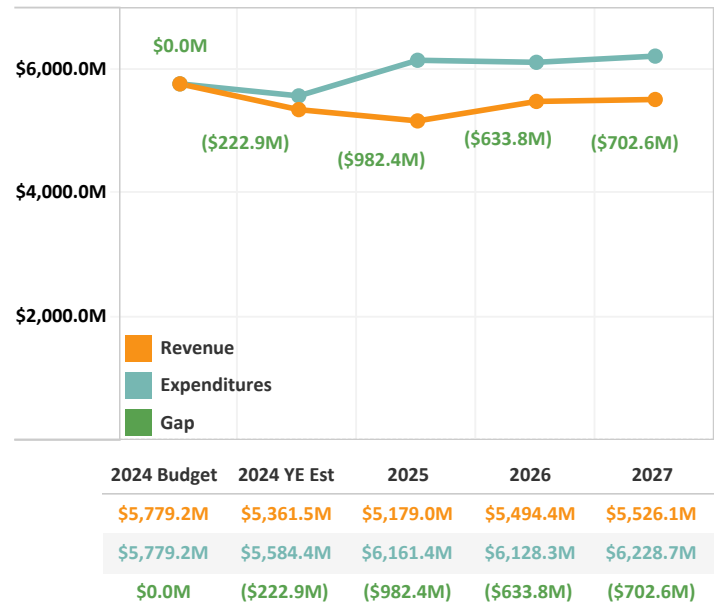 $0.0M
$6,000.0M
($222.9M)
($633.8M)
($702.6M)
($982.4M)
$4,000.0M
$2,000.0M
Revenue
Expenditures
Gap
2024 Budget 2024 YE Est 2025 2026 2027
$5,779.2M $5,361.5M $5,179.0M $5,494.4M $5,526.1M
$5,779.2M $5,584.4M $6,161.4M $6,128.3M $6,228.7M
$0.0M ($222.9M) ($982.4M) ($633.8M) ($702.6M)